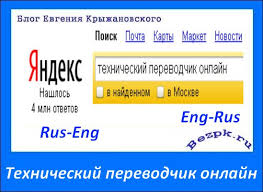 Блог Евгения Крыжановского
Поиск Почта Карты Маркет Новости
Яндекс
технический переводчик онлайн
в найденном в Москве
Нашлось
4 млн ответов
Rus-Eng
Eng-Rus
Bezpk.ru
Технический переводчик онлайн